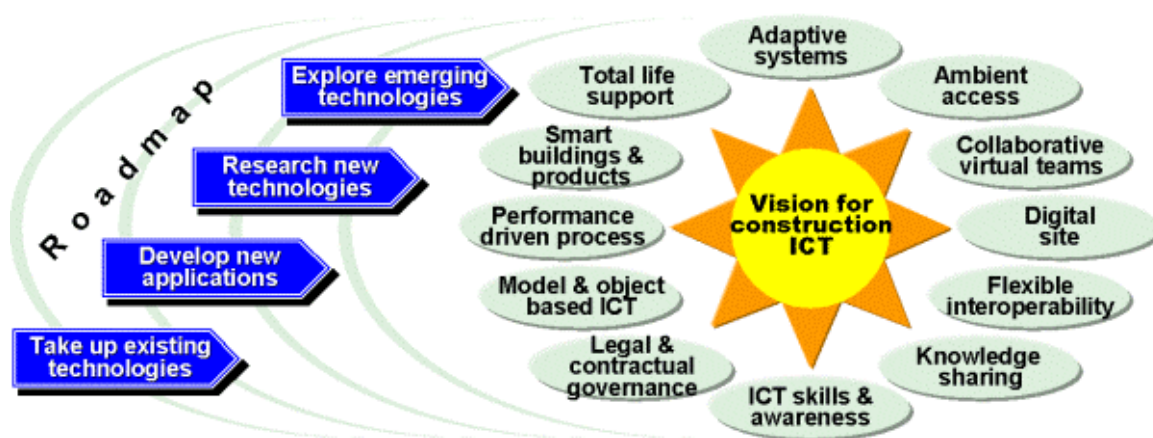 Roadmap
Explore emerging
technologies
Research new
technologies
Develop new
applications
Take up existing
technologies
Adaptive
systems
Total life
support
Ambient
access
Smart
buildings &
products
Collaborative
virtual teams
Performance
driven process
Vision for
construction
ICT
Digital
site
Model & object
based ICT
Flexible
interoperability
Legal &
contractual
governance
Knowledge
sharing
ICT skills &
awareness